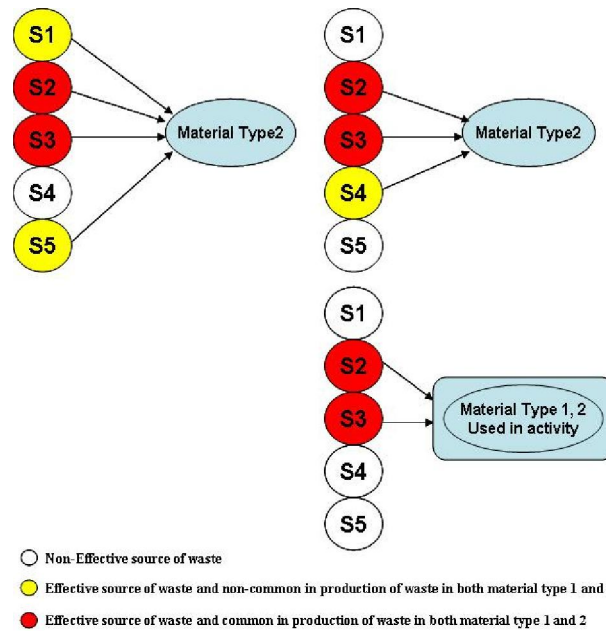 S1
S2
S3
S4
S5
Material Type2
S1
S2
S3
S4
S5
Material Type2
S1
S2
S3
S4
S5
Material Type 1, 2
Used in activity
Non-Effective source of waste
Effective source of waste and non-common in production of waste in both material type 1 and
Effective source of waste and common in production of waste in both material type 1 and 2